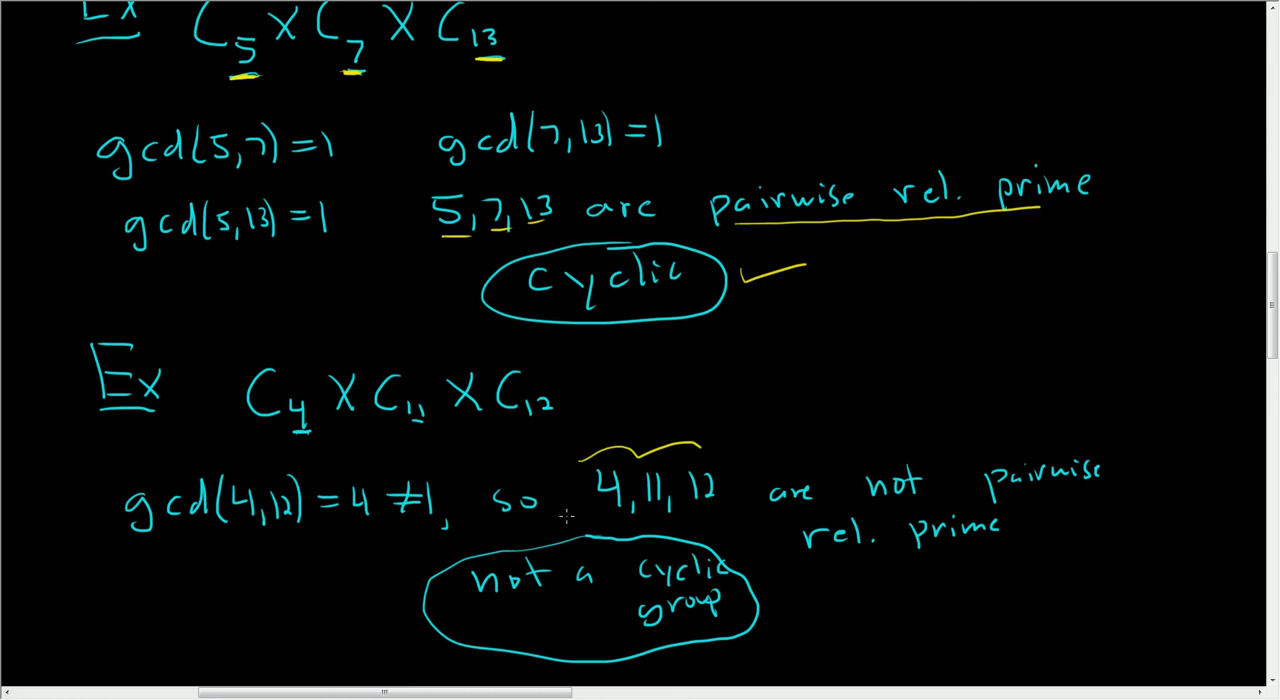 Ex C₅ X C₇ X C₁₃
gcd(5,7)=1 gcd(7,13)=1
gcd(5,13)=1 5,7,13 are pairwise rel. prime
cyclic
Ex C₄ X C₁₁ X C₁₂
gcd(4,12)=4≠1, so 4,11,12 are not pairwise
rel. prime
not a cyclic
group